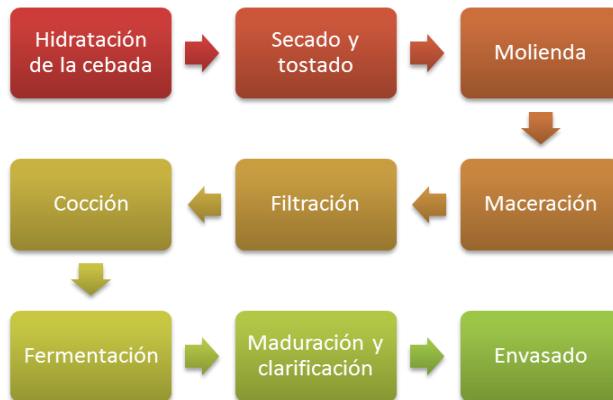 Hidratación
de la cebada
Secado y
tostado
Molienda
Maceración
Filtración
Cocción
Fermentación
Maduración y
clarificación
Envasado